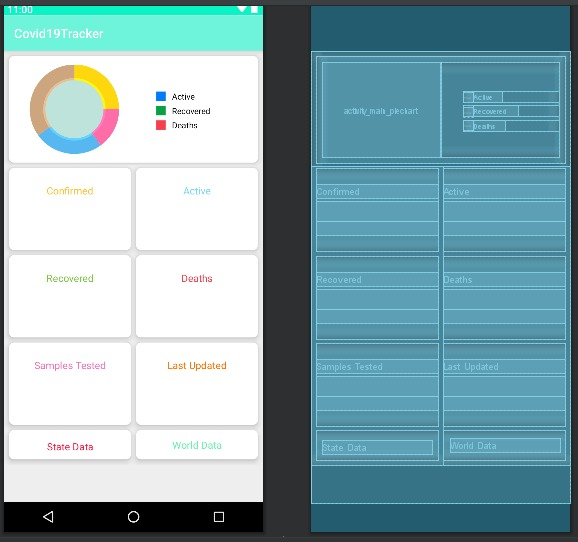 11:00
Covid19Tracker
Active
Recovered
Deaths
Confirmed
Active
Recovered
Deaths
Samples Tested
Last Updated
State Data
World Data
activity_main_piechart
Active
Recovered
Deaths
Confirmed
Active
Recovered
Deaths
Samples Tested
Last Updated
State Data
World Data